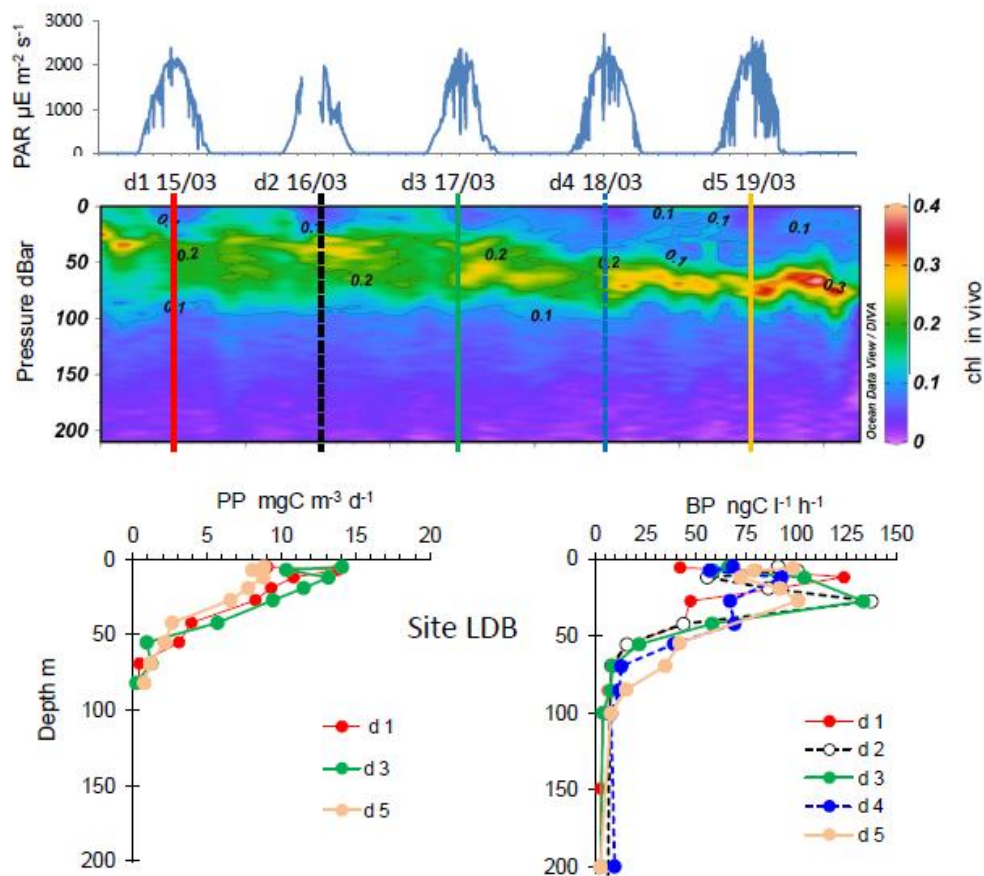 PAR µE m-2 s-1
3000
2000
1000
0
d1 15/03 d2 16/03 d3 17/03 d4 18/03 d5 19/03
Pressure dBar
0
50
100
150
200
0.1 0.1 0.1 0.1
0.2 0.2 0.2 0.1
0.2 0.3
0.1 0.1
Ocean Data View / DIVA
0.4
0.3
0.2
0.1
0
chl in vivo
PP mgC m-3 d-1
0 5 10 15 20
Depth m
0
50
100
150
200
d 1
d 3
d 5
Site LDB
BP ngC l-1 h-1
0 25 50 75 100 125 150
0
50
100
150
200
d 1
d 2
d 3
d 4
d 5